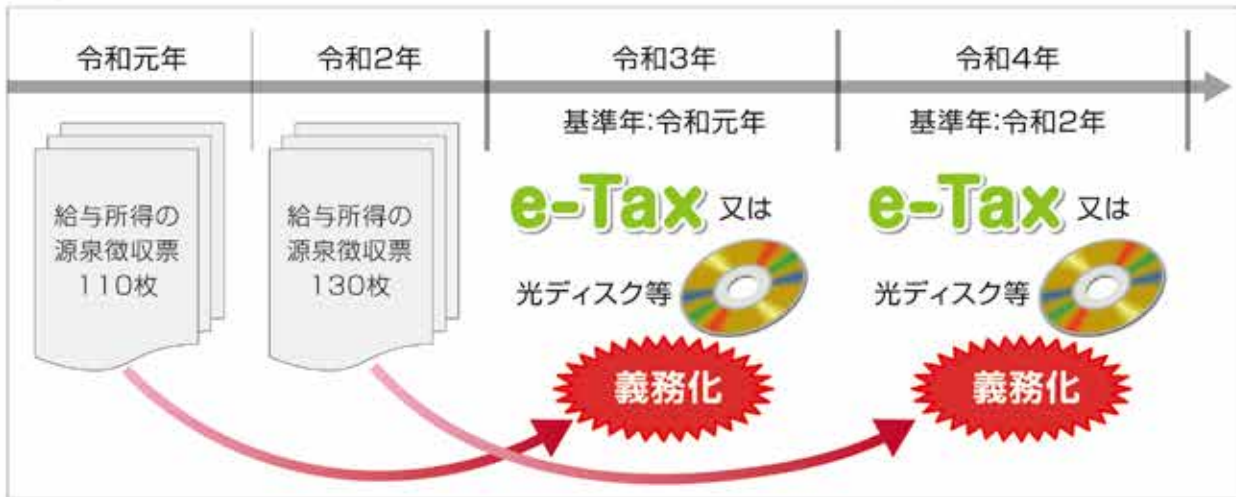 令和元年
令和2年
令和3年
令和4年
基準年:令和元年
基準年:令和2年
給与所得の
源泉徴収票
110枚
給与所得の
源泉徴収票
130枚
e-Tax 又は
光ディスク等
義務化
e-Tax 又は
光ディスク等
義務化